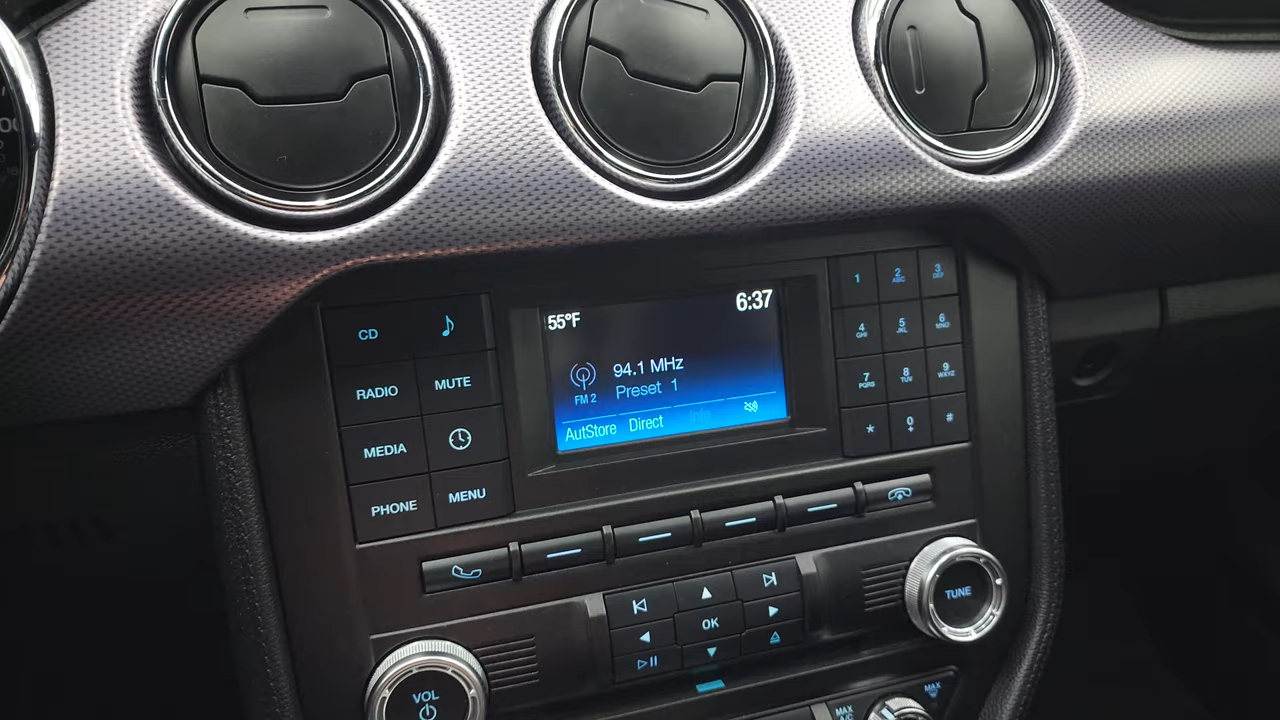 55°F
6:37
94.1 MHz
FM 2
Preset 1
AutStore Direct Info
CD
RADIO MUTE
MEDIA
PHONE MENU
1 2 ABC 3 DEF
4 GHI 5 JKL 6 MNO
7 PQRS 8 TUV 9 WXYZ
* 0 + #
OK
TUNE
VOL
MAX A/C
MAX